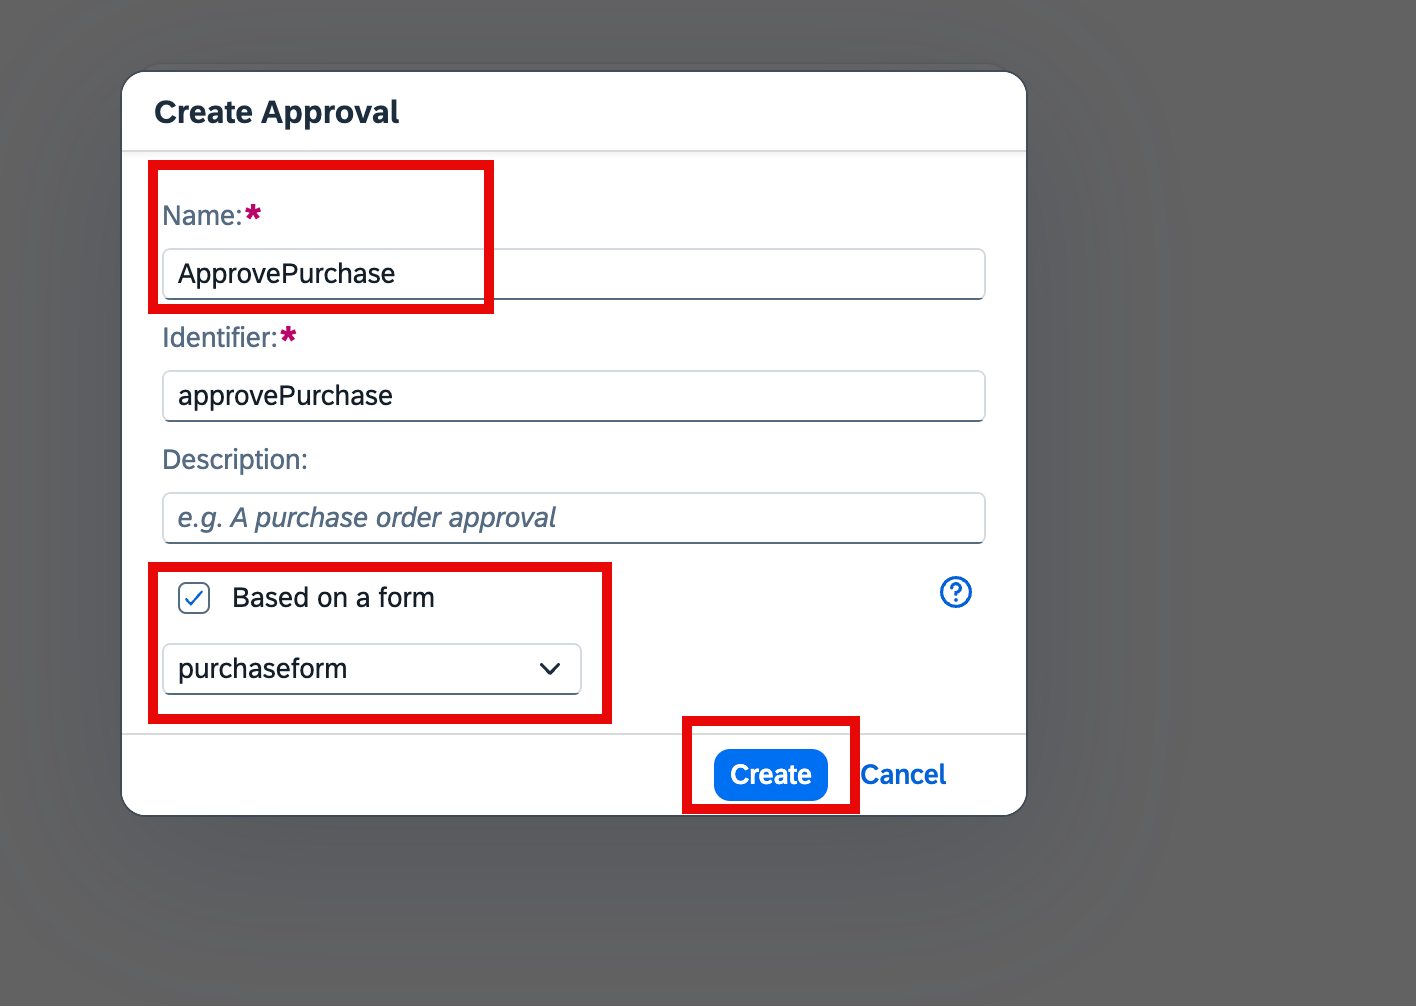 Create Approval
Name:*
ApprovePurchase
Identifier:*
approvePurchase
Description:
e.g. A purchase order approval
Based on a form
?
purchaseform
Create Cancel